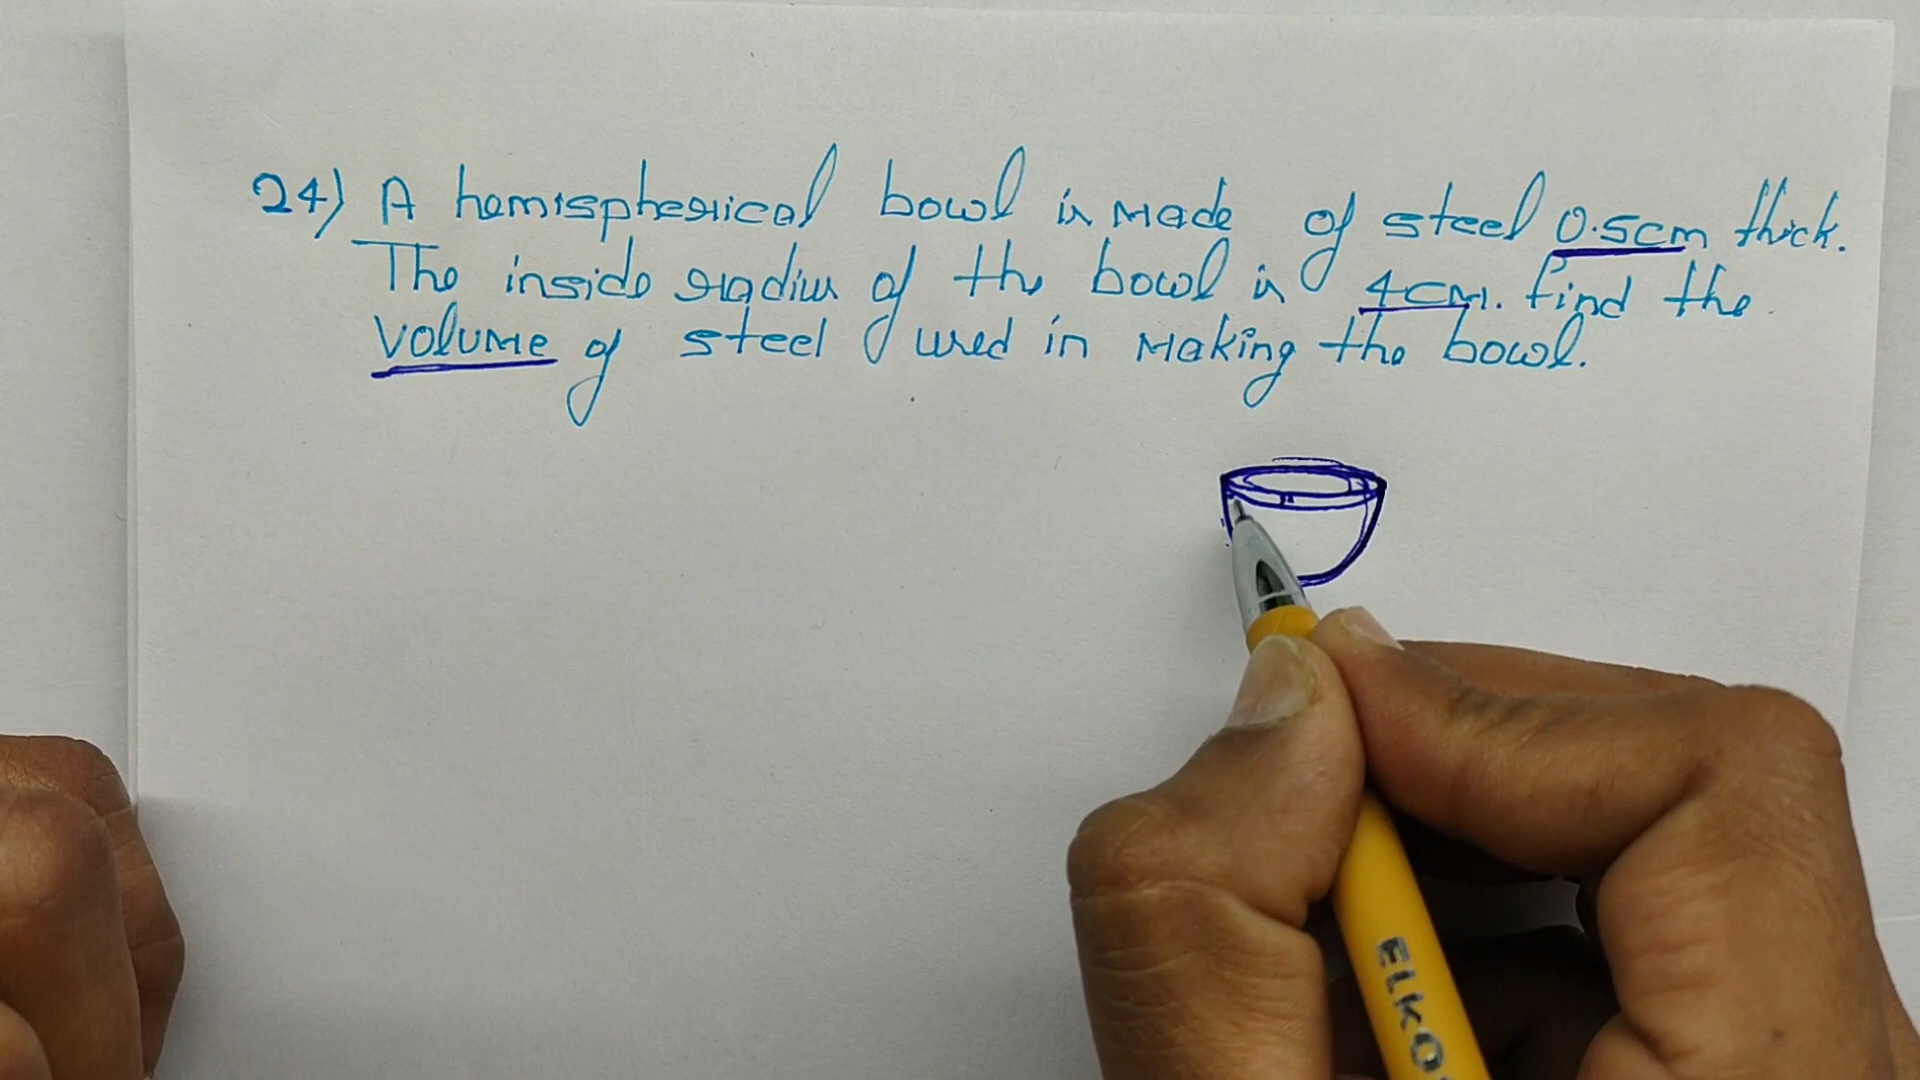 24) A hemispherical bowl is made of steel 0.5cm thick.
The inside radius of the bowl is 4cm. find the
volume of steel used in making the bowl.
ELKO